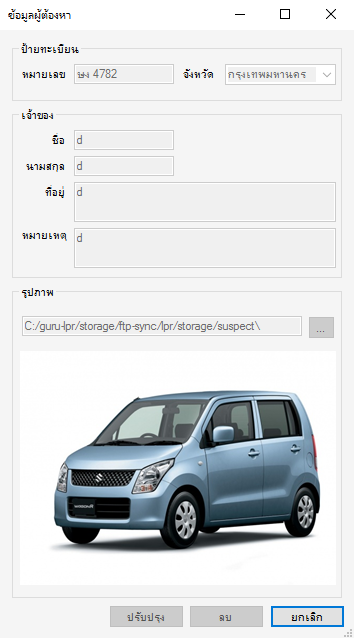 ข้อมูลผู้ต้องหา
ป้ายทะเบียน
หมายเลข ษง 4782 จังหวัด กรุงเทพมหานคร
เจ้าของ
ชื่อ d
นามสกุล d
ที่อยู่ d
หมายเหตุ d
รูปภาพ
C:/guru-lpr/storage/ftp-sync/lpr/storage/suspect\ ...
ปรับปรุง ลบ ยกเลิก